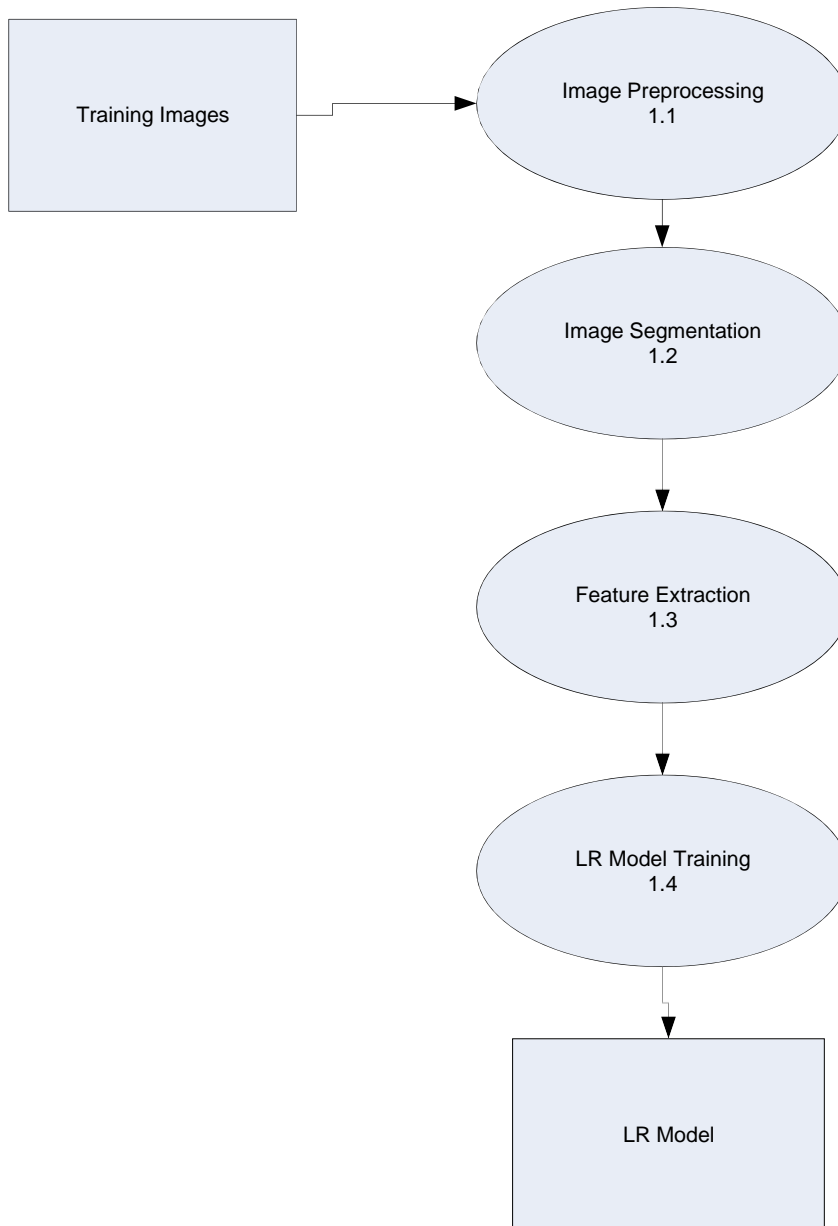 Training Images
Image Preprocessing
1.1
Image Segmentation
1.2
Feature Extraction
1.3
LR Model Training
1.4
LR Model